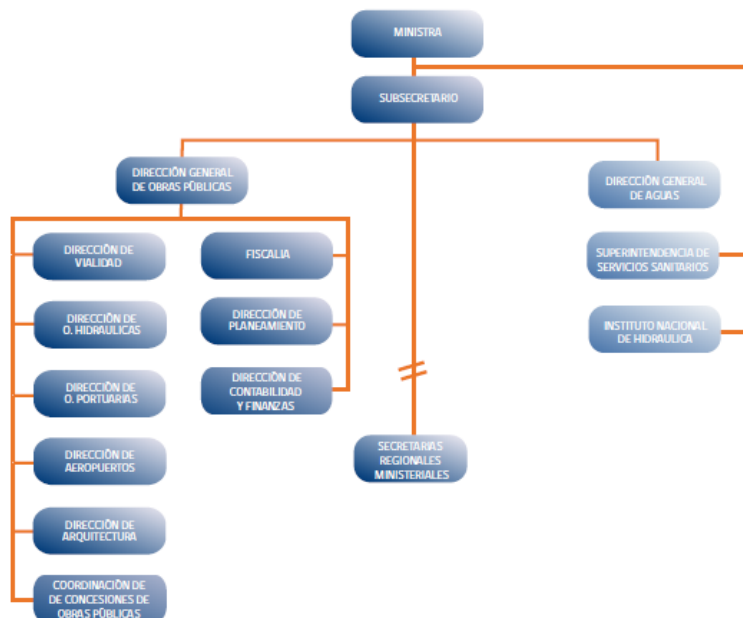 MINISTRA
SUBSECRETARIO
DIRECCIÓN GENERAL
DE OBRAS PÚBLICAS
DIRECCIÓN GENERAL
DE AGUAS
DIRECCIÓN DE
VIALIDAD
FISCALIA
SUPERINTENDENCIA DE
SERVICIOS SANITARIOS
DIRECCIÓN DE
O. HIDRAULICAS
DIRECCIÓN DE
PLANEAMIENTO
INSTITUTO NACIONAL
DE HIDRAULICA
DIRECCIÓN DE
O. PORTUARIAS
DIRECCIÓN DE
CONTABILIDAD
Y FINANZAS
DIRECCIÓN DE
AEROPUERTOS
SECRETARIAS
REGIONALES
MINISTERIALES
DIRECCIÓN DE
ARQUITECTURA
COORDINACIÓN DE
DE CONCESIONES DE
OBRAS PÚBLICAS